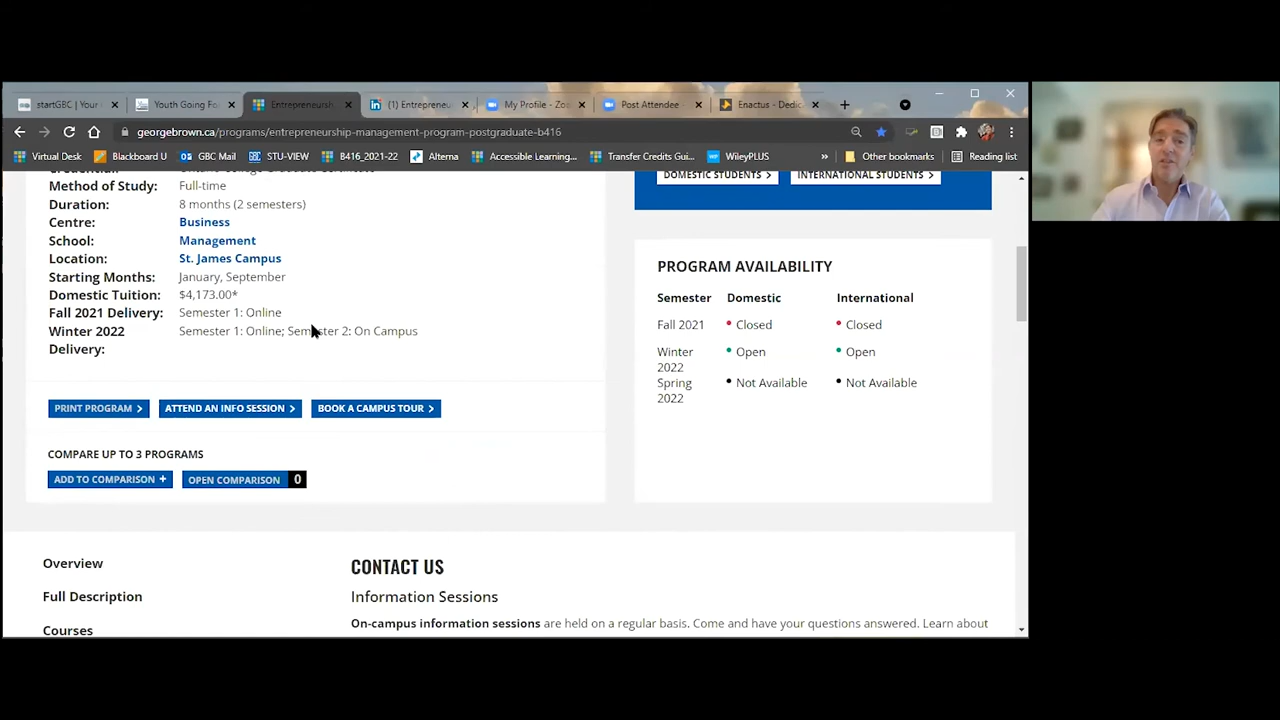 startGBC | Your
Youth Going Fo
Entrepreneursh
(1) Entrepreneu
My Profile - Zoo
Post Attendee
Enactus - Dedic
georgebrown.ca/programs/entrepreneurship-management-program-postgraduate-b416
Virtual Desk
Blackboard U
GBC Mail
STU-VIEW
B416_2021-22
Alterna
Accessible Learning...
Transfer Credits Gui...
WileyPLUS
»
Other bookmarks
Reading list
Method of Study: Full-time
Duration: 8 months (2 semesters)
Centre: Business
School: Management
Location: St. James Campus
Starting Months: January, September
Domestic Tuition: $4,173.00*
Fall 2021 Delivery: Semester 1: Online
Winter 2022 Delivery: Semester 1: Online; Semester 2: On Campus
PRINT PROGRAM
ATTEND AN INFO SESSION
BOOK A CAMPUS TOUR
COMPARE UP TO 3 PROGRAMS
ADD TO COMPARISON +
OPEN COMPARISON 0
DOMESTIC STUDENTS
INTERNATIONAL STUDENTS
PROGRAM AVAILABILITY
Semester Domestic International
Fall 2021 Closed Closed
Winter 2022 Open Open
Spring 2022 Not Available Not Available
Overview
Full Description
Courses
CONTACT US
Information Sessions
On-campus information sessions are held on a regular basis. Come and have your questions answered. Learn about